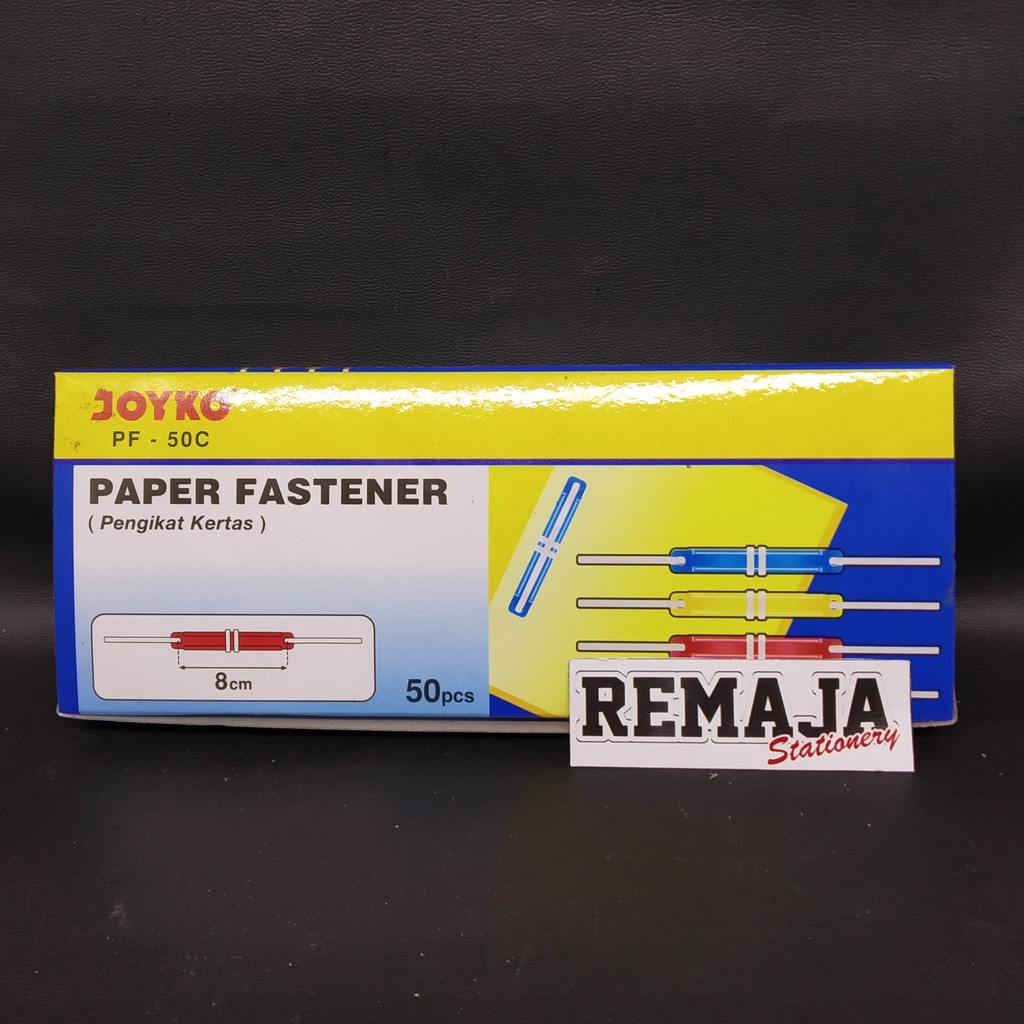 JOYKO
PF - 50C
PAPER FASTENER
( Pengikat Kertas )
8cm
50pcs
REMAJA
Stationery